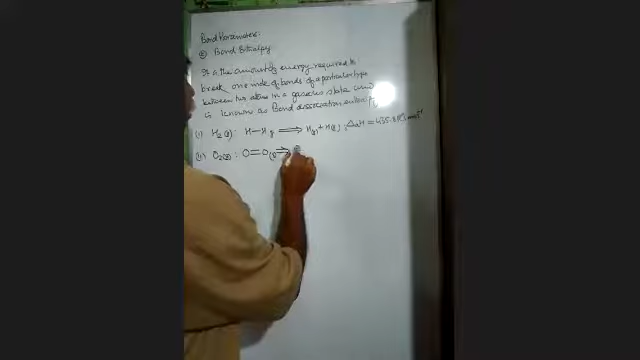 Bond Parameters:
② Bond Enthalpy
It is the amount of energy required to
break one mole of bonds of a particular type
between two atoms in a gaseous state and
is known as Bond dissociation
(i) H₂(g) : H—H(g) ⇌ H(g) + H(g) ; ΔₐH = 435.8 KJ mol⁻¹
(ii) O₂(g) : O=O(g) ⇌